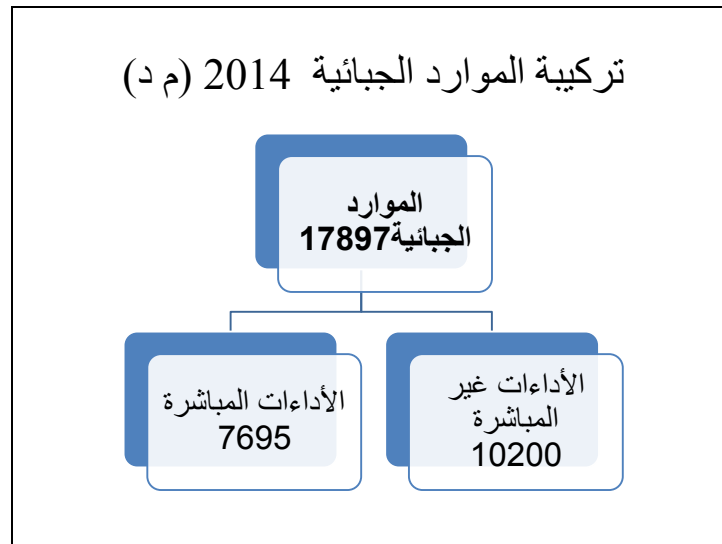 تركيبة الموارد الجبائية 2014 (م د)
الموارد
الجبائية17897
الأداءات غير
المباشرة
10200
الأداءات المباشرة
7695